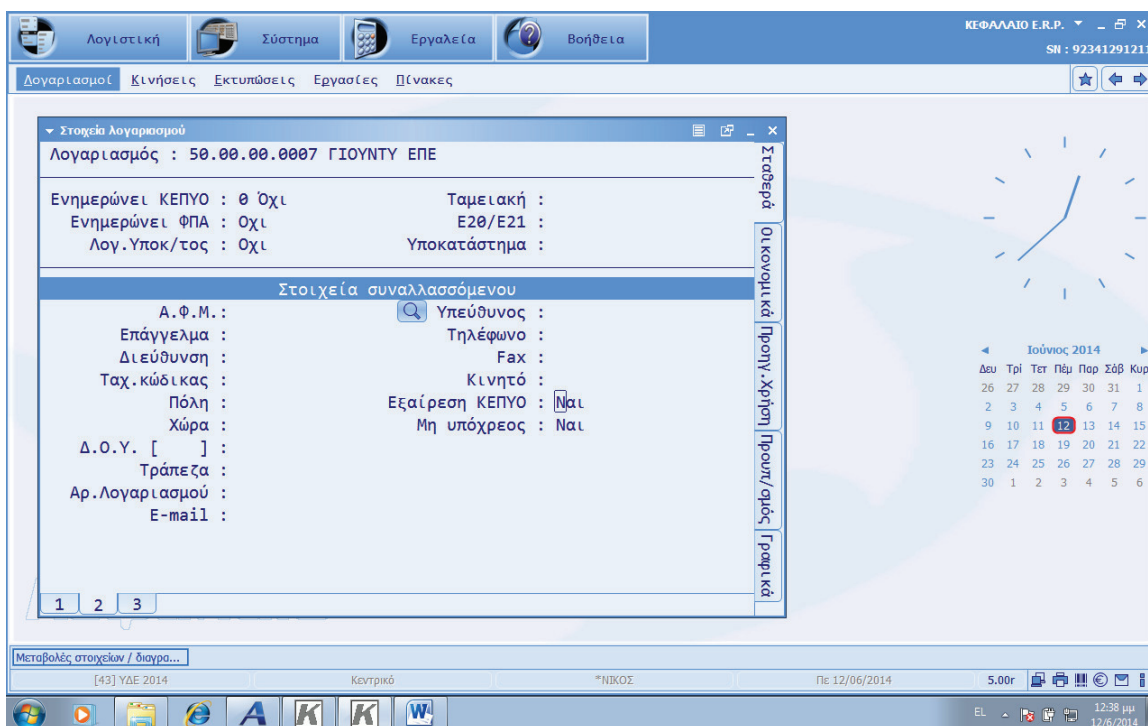 Λογιστική Σύστημα Εργαλεία Βοήθεια
ΚΕΦΑΛΑΙΟ E.R.P.
SN : 92341291211
Λογαριασμοί Κινήσεις Εκτυπώσεις Εργασίες Πίνακες
Στοιχεία λογαριασμού
Λογαριασμός : 50.00.00.0007 ΓΙΟΥΝΤΥ ΕΠΕ
Ενημερώνει ΚΕΠΥΟ : 0 Όχι Ταμειακή :
Ενημερώνει ΦΠΑ : Οχι Ε20/Ε21 :
Λογ.Υποκ/τος : Οχι Υποκατάστημα :
Στοιχεία συναλλασσόμενου
Α.Φ.Μ.: Υπεύθυνος :
Επάγγελμα : Τηλέφωνο :
Διεύθυνση : Fax :
Ταχ.κώδικας : Κινητό :
Πόλη : Εξαίρεση ΚΕΠΥΟ : Ναι
Χώρα : Μη υπόχρεος : Ναι
Δ.Ο.Υ. [ ] :
Τράπεζα :
Αρ.Λογαριασμού :
E-mail :
1 2 3
Σταθερά
Οικονομικά
Προηγ.Χρήση
Προυπ/σμός
Γραφικά
Ιούνιος 2014
Δευ Τρί Τετ Πέμ Παρ Σάβ Κυρ
26 27 28 29 30 31 1
2 3 4 5 6 7 8
9 10 11 12 13 14 15
16 17 18 19 20 21 22
23 24 25 26 27 28 29
30 1 2 3 4 5 6
Μεταβολές στοιχείων / διαγρα...
[43] ΥΔΕ 2014 Κεντρικό *ΝΙΚΟΣ Πε 12/06/2014 5.00r
EL 12:38 μμ
12/6/2014